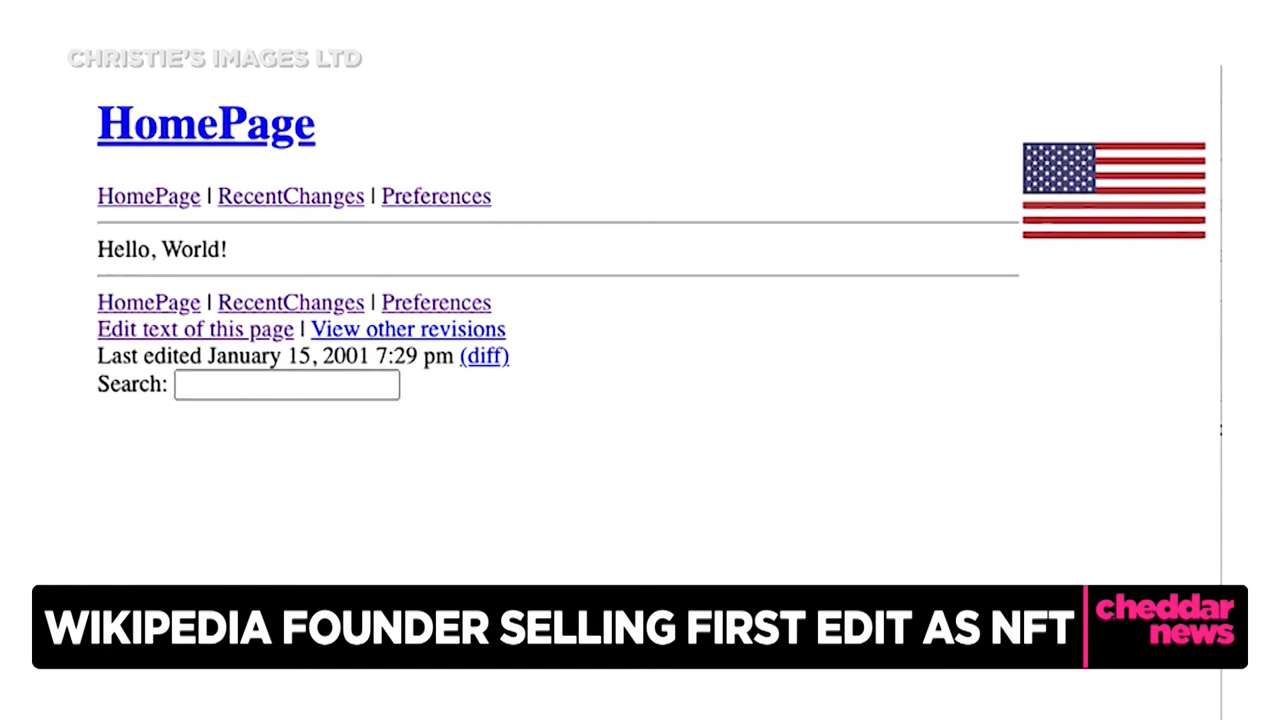 CHRISTIE'S IMAGES LTD
HomePage
HomePage | RecentChanges | Preferences
Hello, World!
HomePage | RecentChanges | Preferences
Edit text of this page | View other revisions
Last edited January 15, 2001 7:29 pm (diff)
Search:
WIKIPEDIA FOUNDER SELLING FIRST EDIT AS NFT
cheddar
news